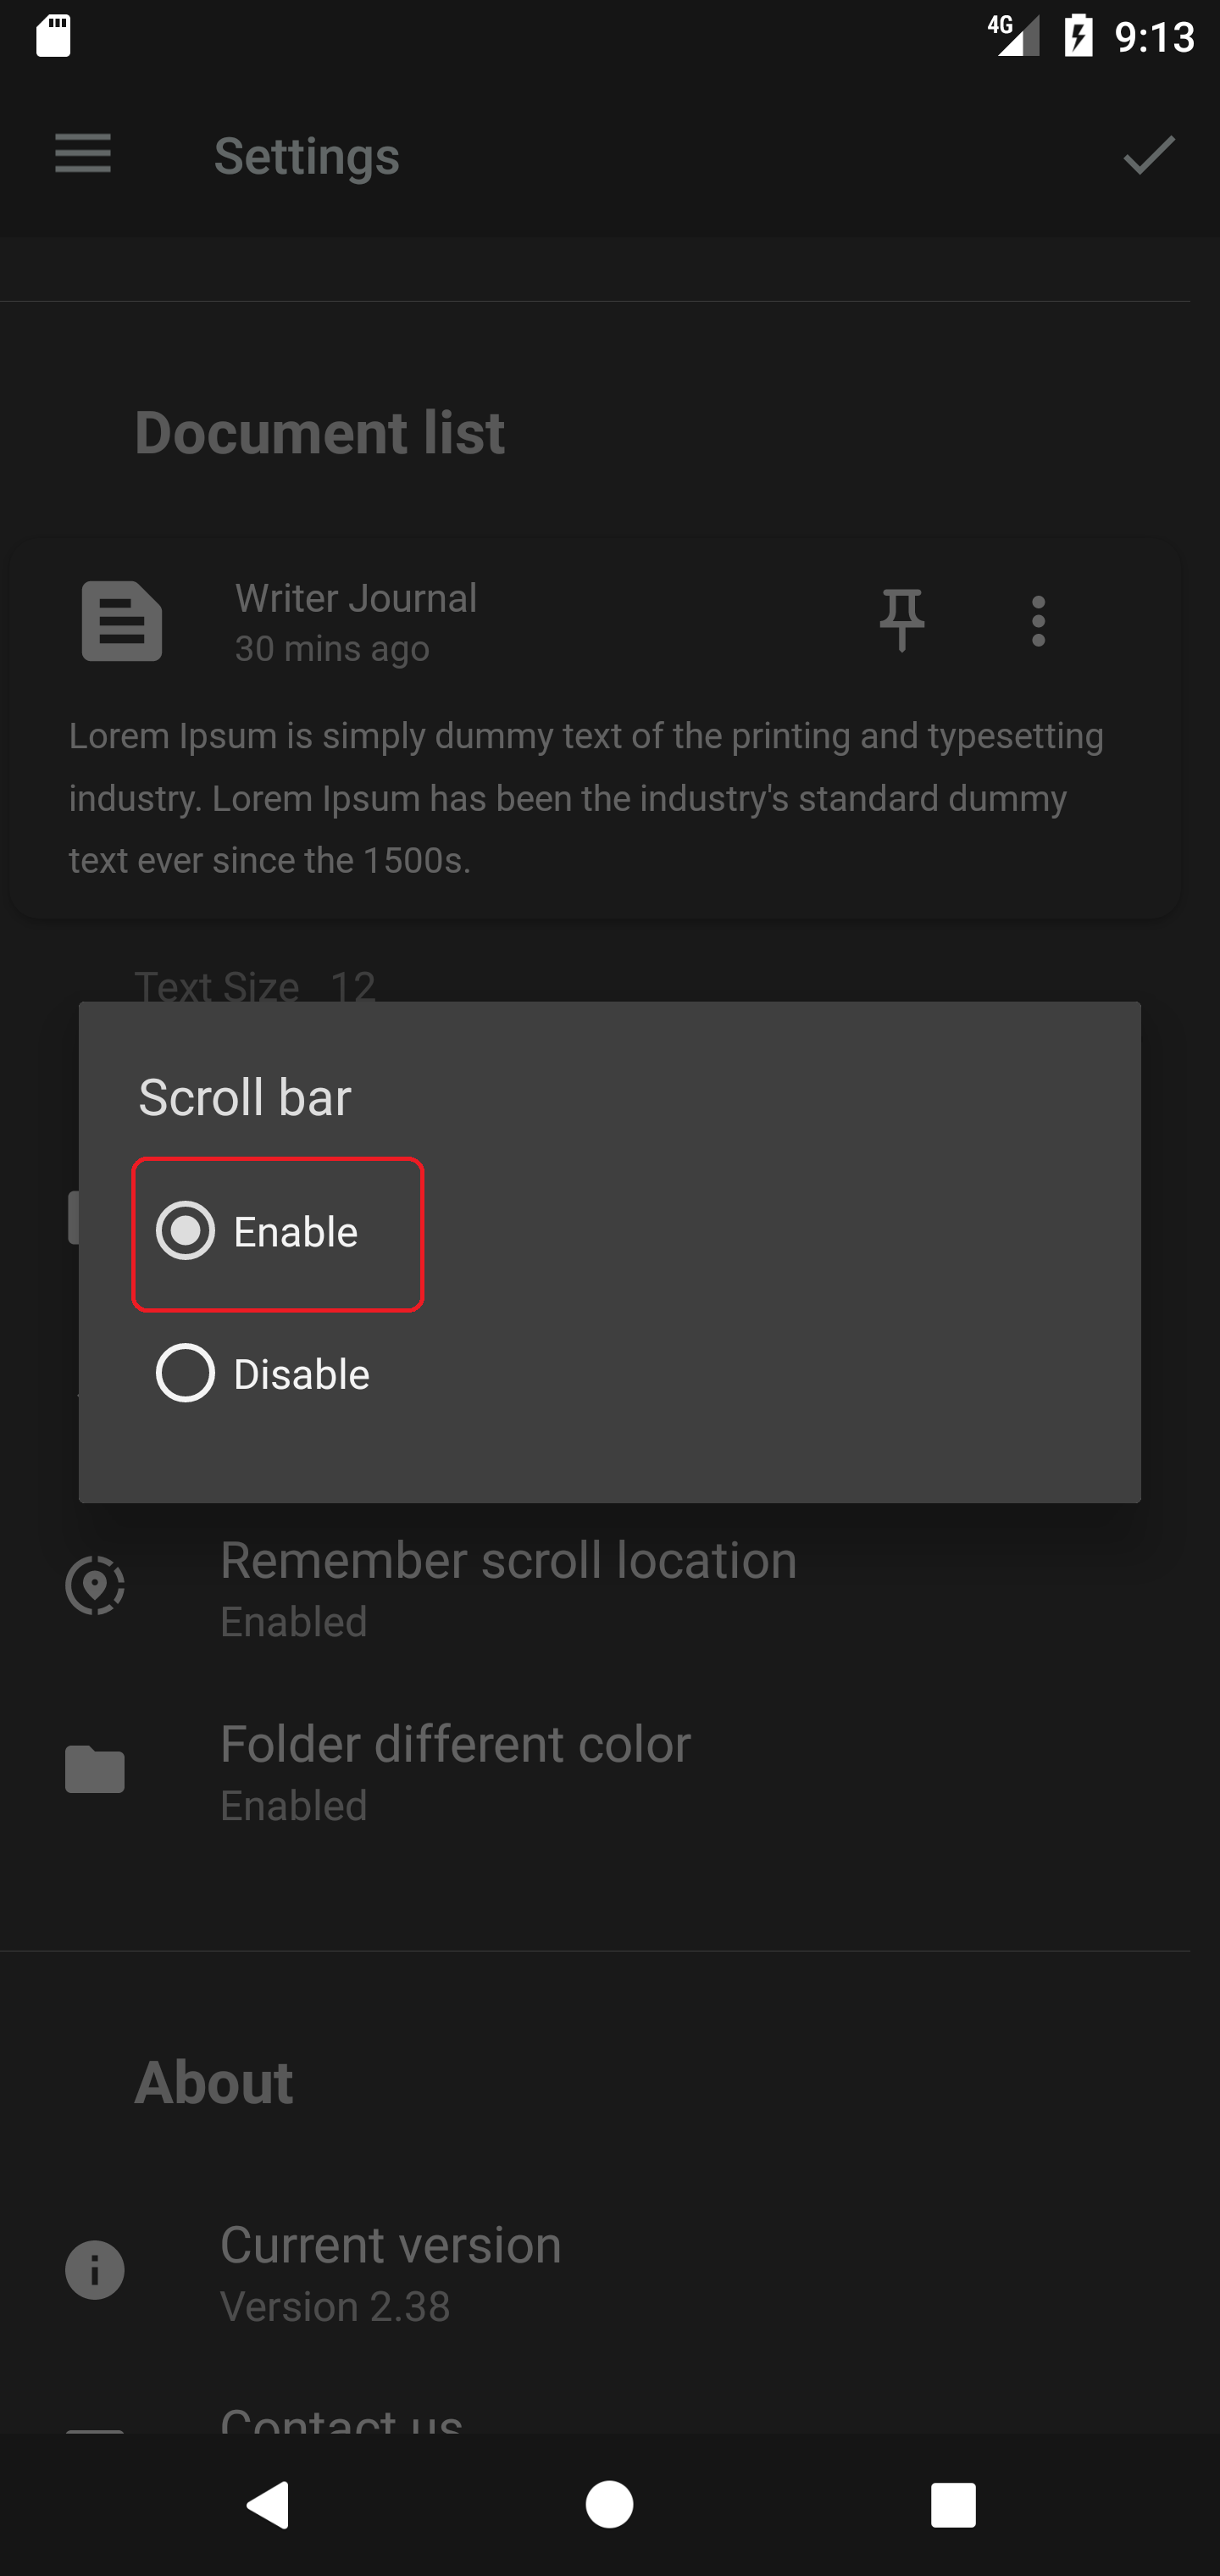 4G 9:13
Settings
Document list
Writer Journal
30 mins ago
Lorem Ipsum is simply dummy text of the printing and typesetting
industry. Lorem Ipsum has been the industry's standard dummy
text ever since the 1500s.
Text Size 12
Scroll bar
Enable
Disable
Remember scroll location
Enabled
Folder different color
Enabled
About
Current version
Version 2.38
Contact us